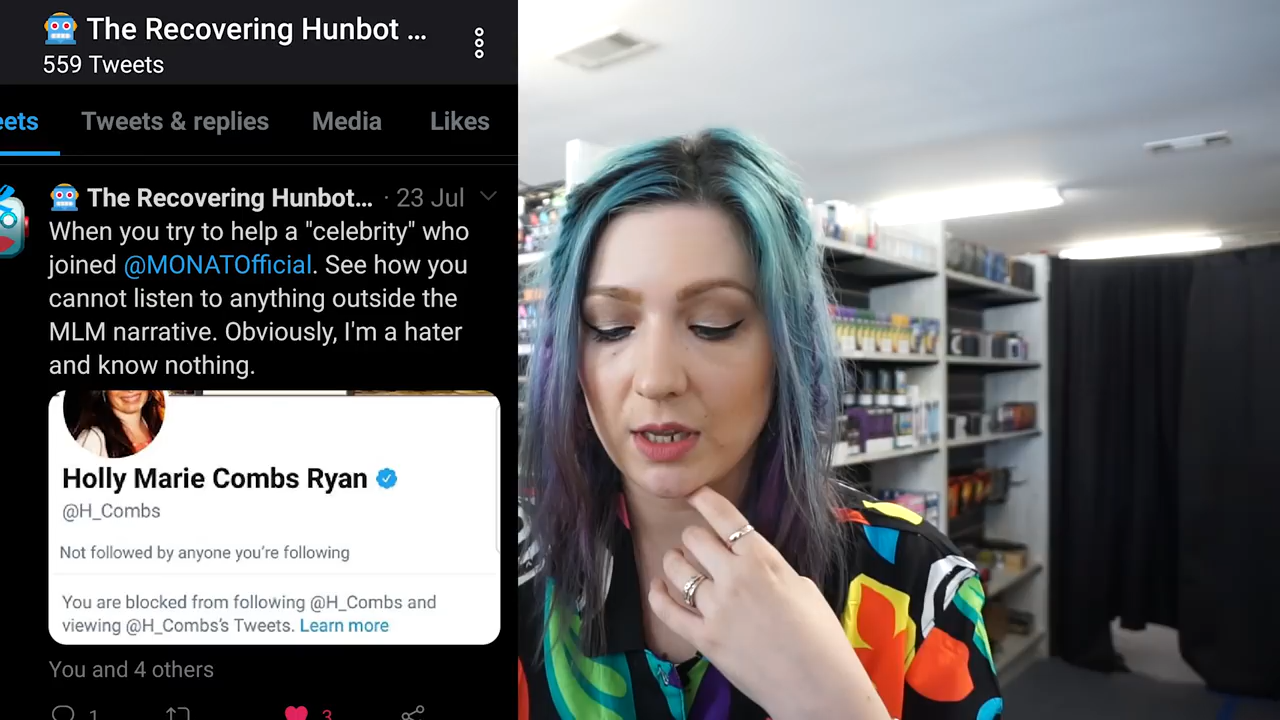 🤖 The Recovering Hunbot ...
559 Tweets
eets Tweets & replies Media Likes
🤖 The Recovering Hunbot... · 23 Jul
When you try to help a "celebrity" who
joined @MONATOfficial. See how you
cannot listen to anything outside the
MLM narrative. Obviously, I'm a hater
and know nothing.
Holly Marie Combs Ryan
@H_Combs
Not followed by anyone you're following
You are blocked from following @H_Combs and
viewing @H_Combs's Tweets. Learn more
You and 4 others
1 3